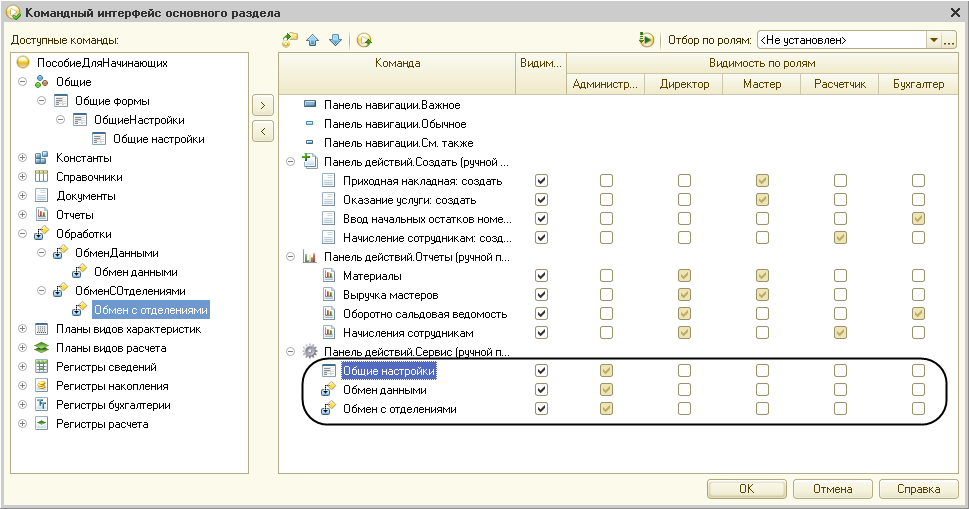 Командный интерфейс основного раздела
Доступные команды:
Отбор по ролям: <Не установлен>
ПособиеДляНачинающих
Общие
Общие формы
ОбщиеНастройки
Общие настройки
Константы
Справочники
Документы
Отчеты
Обработки
ОбменДанными
Обмен данными
ОбменСОтделениями
Обмен с отделениями
Планы видов характеристик
Планы видов расчета
Регистры сведений
Регистры накопления
Регистры бухгалтерии
Регистры расчета
>
<
Команда Видим... Видимость по ролям
Администр... Директор Мастер Расчетчик Бухгалтер
Панель навигации.Важное
Панель навигации.Обычное
Панель навигации.См. также
Панель действий.Создать (ручной ...
Приходная накладная: создать
Оказание услуги: создать
Ввод начальных остатков номе...
Начисление сотрудникам: созд...
Панель действий.Отчеты (ручной п...
Материалы
Выручка мастеров
Оборотно сальдовая ведомость
Начисления сотрудникам
Панель действий.Сервис (ручной п...
Общие настройки
Обмен данными
Обмен с отделениями
OK Отмена Справка